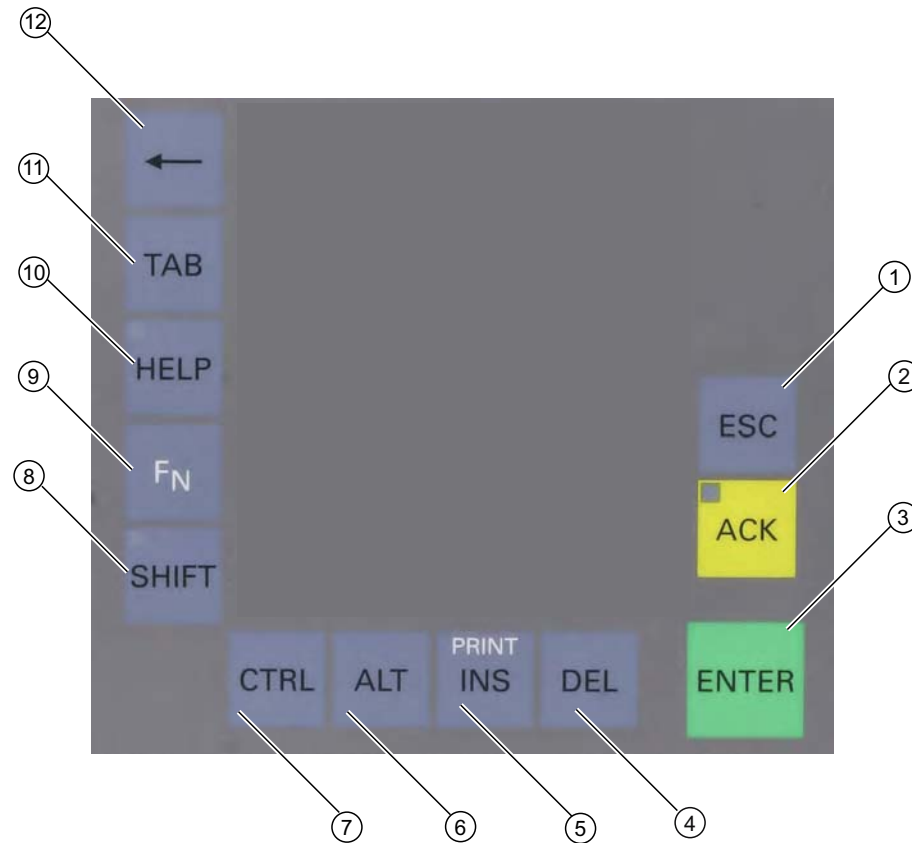 12
←
11
TAB
10
HELP
1
9
2
ESC
FN
8
3
ACK
SHIFT
PRINT
CTRL
ALT
INS
DEL
ENTER
7
6
5
4